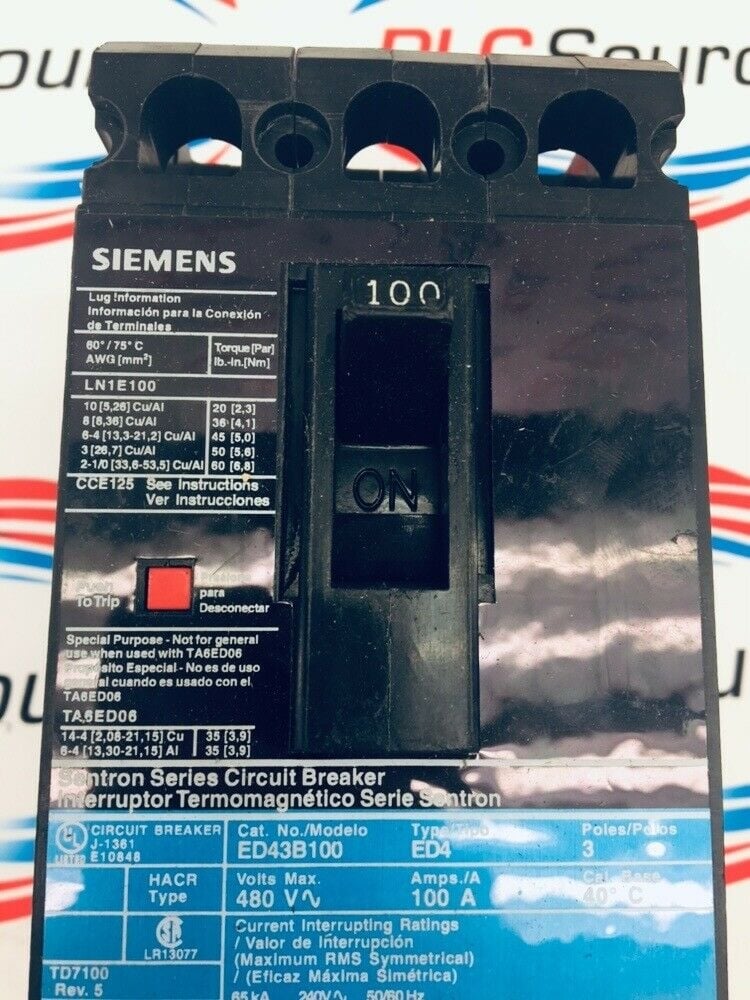 our PLC Sourc
SIEMENS
100
Lug Information
Información para la Conexión
de Terminales
60°/75° C Torque [Par]
AWG [mm²] lb.-in.[Nm]
LN1E100
10 [5,26] Cu/Al 20 [2,3]
8 [8,36] Cu/Al 36 [4,1]
6-4 [13,3-21,2] Cu/Al 45 [5,0]
3 [26,7] Cu/Al 50 [5,6]
2-1/0 [33,6-53,5] Cu/Al 60 [6,8]
CCE125 See Instructions
Ver Instrucciones
ON
To Trip
para
Desconectar
Special Purpose - Not for general
use when used with TA6ED06
Propósito Especial - No es de uso
general cuando es usado con el
TA6ED06
TA6ED06
14-4 [2,08-21,15] Cu 35 [3,9]
6-4 [13,30-21,15] Al 35 [3,9]
Sentron Series Circuit Breaker
Interruptor Termomagnético Serie Sentron
UL LISTED CIRCUIT BREAKER
J-1361
E10848
Cat. No./Modelo Type/Tipo Poles/Polos
ED43B100 ED4 3
HACR
Type
Volts Max. Amps./A Cal. Base
480 V∿ 100 A 40° C
LR13077
Current Interrupting Ratings
/ Valor de Interrupción
(Maximum RMS Symmetrical)
/ (Eficaz Máxima Simétrica)
TD7100
Rev. 5
65 kA 240V∿ 50/60 Hz